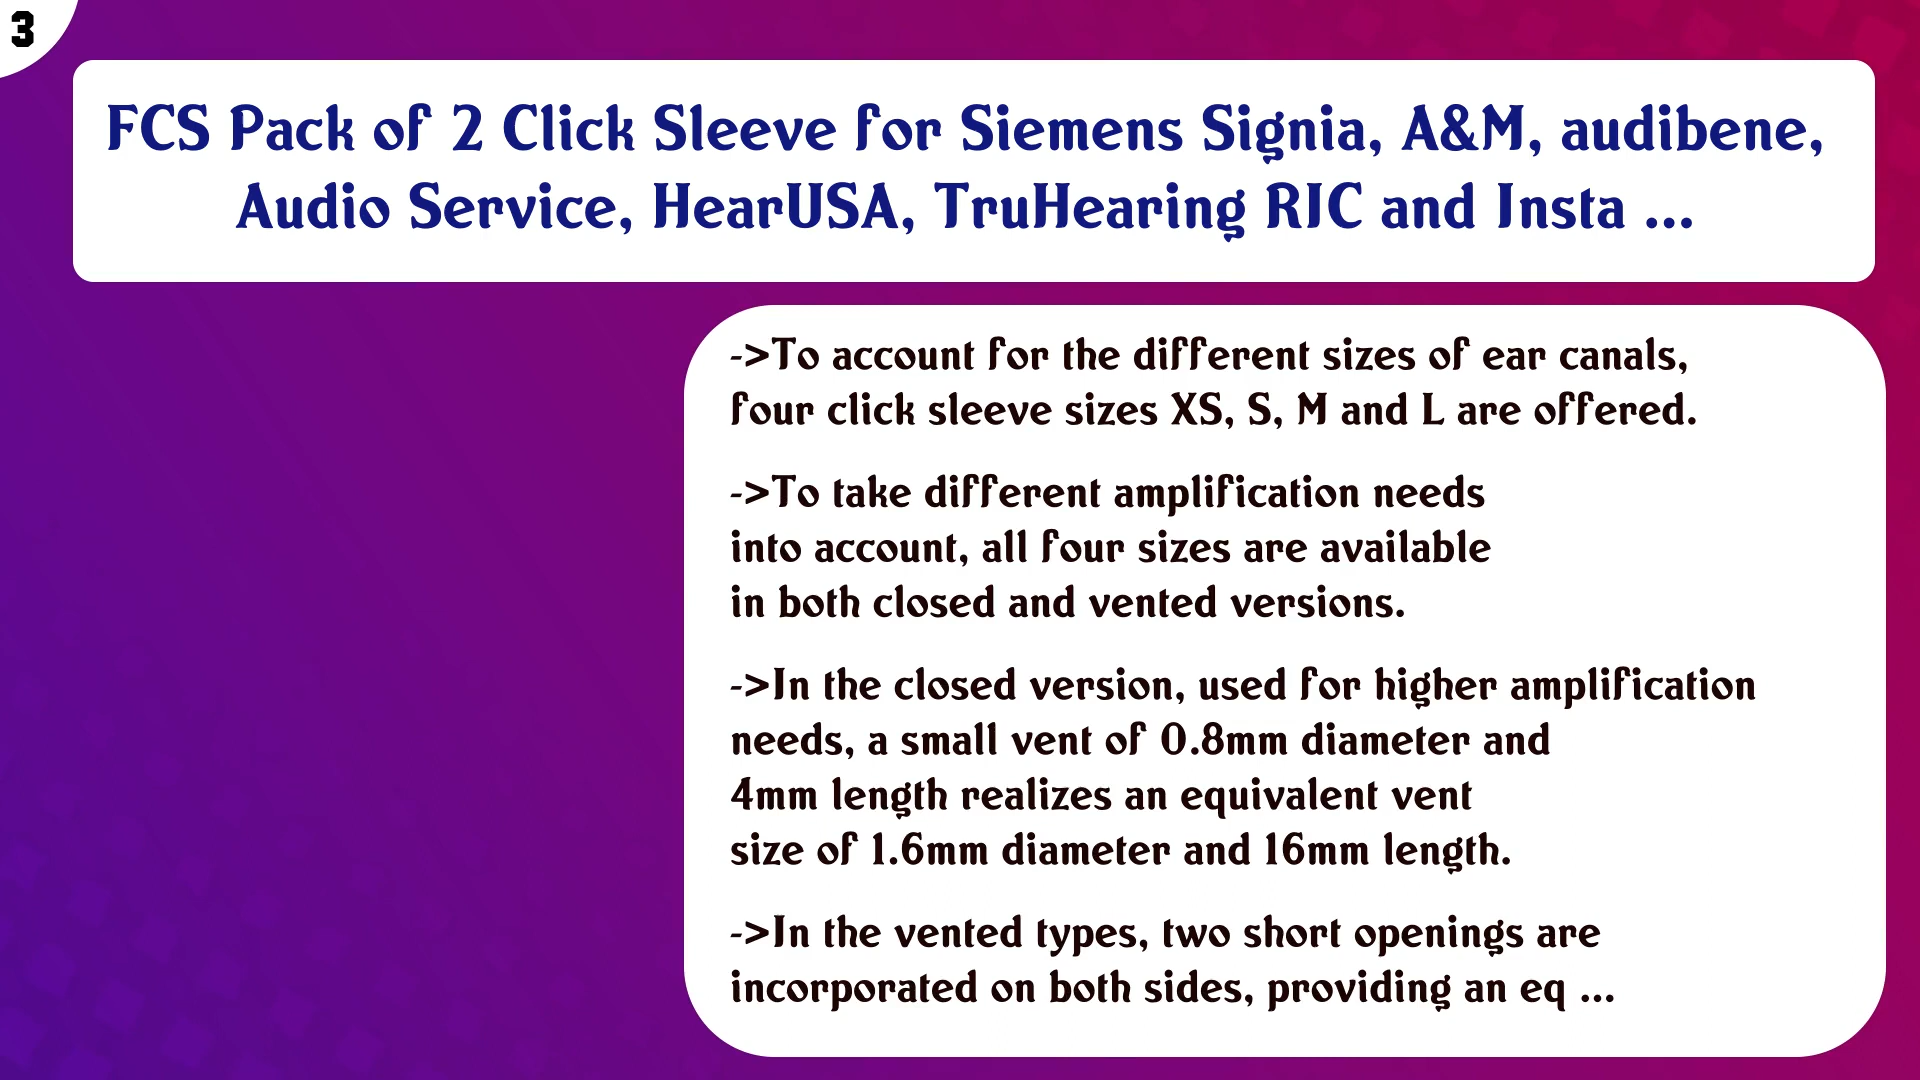 3
FCS Pack of 2 Click Sleeve for Siemens Signia, A&M, audibene,
Audio Service, HearUSA, TruHearing RIC and Insta ...
->To account for the different sizes of ear canals,
four click sleeve sizes XS, S, M and L are offered.
->To take different amplification needs
into account, all four sizes are available
in both closed and vented versions.
->In the closed version, used for higher amplification
needs, a small vent of 0.8mm diameter and
4mm length realizes an equivalent vent
size of 1.6mm diameter and 16mm length.
->In the vented types, two short openings are
incorporated on both sides, providing an eq ...